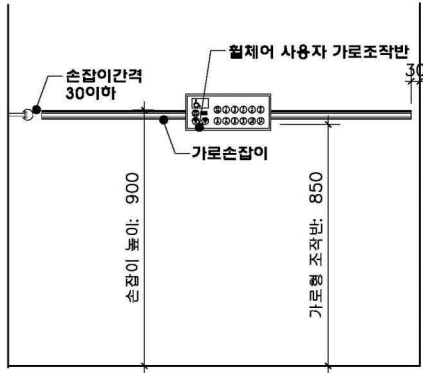 휠체어 사용자 가로조작반
손잡이간격
30이하
30
가로손잡이
손잡이 높이: 900
가로형 조작반: 850